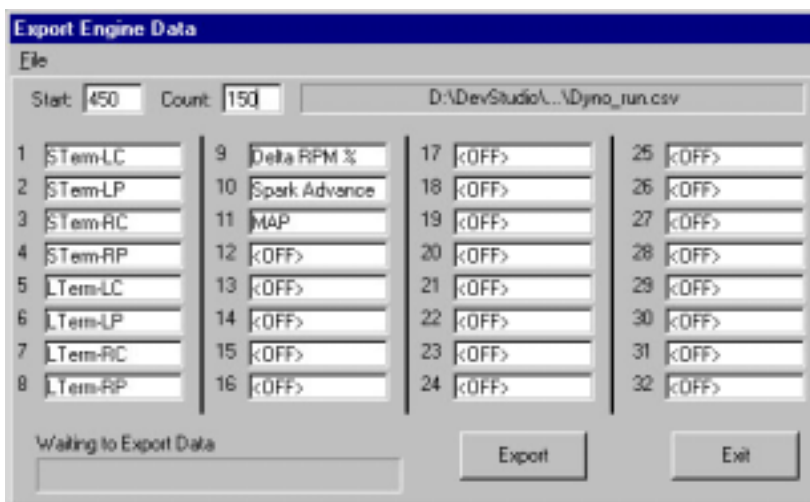 Export Engine Data
File
Start: 450 Count: 150 D:\DevStudio\...\Dyno_run.csv
1 STerm-LC 9 Delta RPM % 17 <OFF> 25 <OFF>
2 STerm-LP 10 Spark Advance 18 <OFF> 26 <OFF>
3 STerm-RC 11 MAP 19 <OFF> 27 <OFF>
4 STerm-RP 12 <OFF> 20 <OFF> 28 <OFF>
5 LTerm-LC 13 <OFF> 21 <OFF> 29 <OFF>
6 LTerm-LP 14 <OFF> 22 <OFF> 30 <OFF>
7 LTerm-RC 15 <OFF> 23 <OFF> 31 <OFF>
8 LTerm-RP 16 <OFF> 24 <OFF> 32 <OFF>
Waiting to Export Data
Export Exit